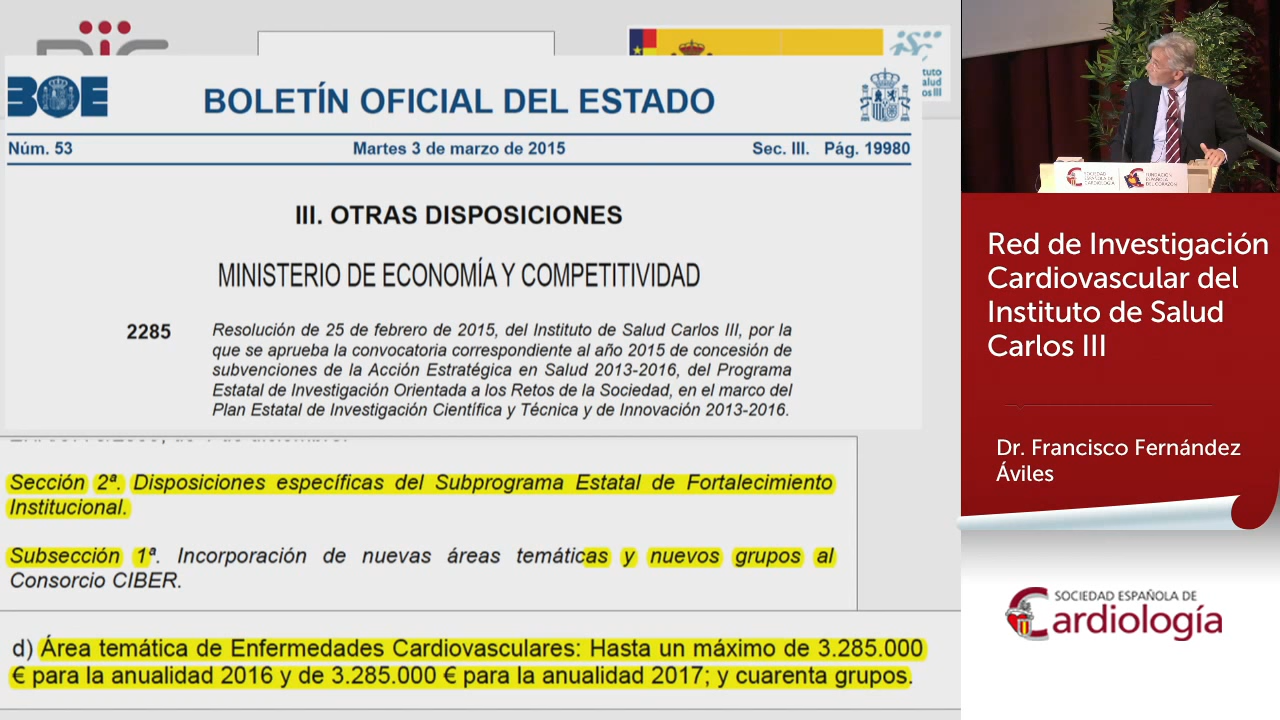 BOE
BOLETÍN OFICIAL DEL ESTADO
Núm. 53
Martes 3 de marzo de 2015
Sec. III. Pág. 19980
III. OTRAS DISPOSICIONES
MINISTERIO DE ECONOMÍA Y COMPETITIVIDAD
2285
Resolución de 25 de febrero de 2015, del Instituto de Salud Carlos III, por la
que se aprueba la convocatoria correspondiente al año 2015 de concesión de
subvenciones de la Acción Estratégica en Salud 2013-2016, del Programa
Estatal de Investigación Orientada a los Retos de la Sociedad, en el marco del
Plan Estatal de Investigación Científica y Técnica y de Innovación 2013-2016.
Sección 2ª. Disposiciones específicas del Subprograma Estatal de Fortalecimiento
Institucional.
Subsección 1ª. Incorporación de nuevas áreas temáticas y nuevos grupos al
Consorcio CIBER.
d) Área temática de Enfermedades Cardiovasculares: Hasta un máximo de 3.285.000
€ para la anualidad 2016 y de 3.285.000 € para la anualidad 2017; y cuarenta grupos.
SOCIEDAD
ESPAÑOLA DE
CARDIOLOGÍA
FUNDACIÓN
ESPAÑOLA
DEL CORAZÓN
Red de Investigación
Cardiovascular del
Instituto de Salud
Carlos III
Dr. Francisco Fernández
Áviles
SOCIEDAD ESPAÑOLA DE
Cardiología